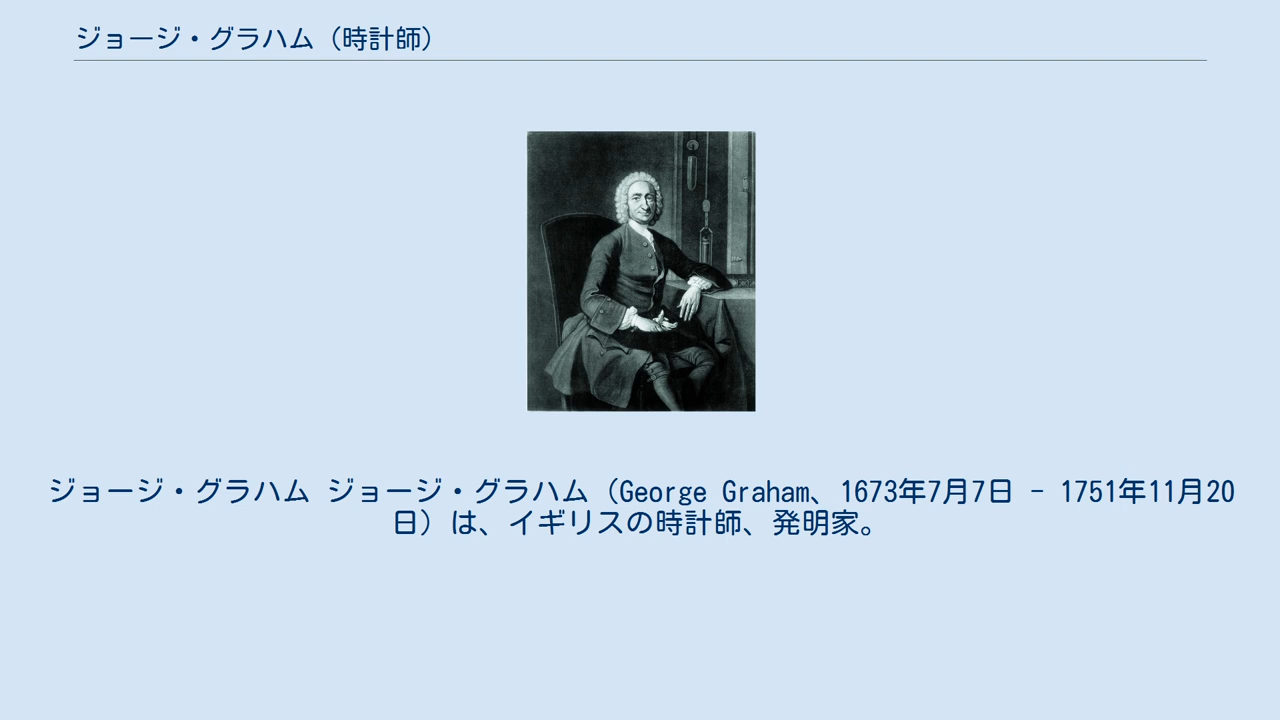 ジョージ・グラハム（時計師）
ジョージ・グラハム ジョージ・グラハム（George Graham、1673年7月7日 - 1751年11月20
日）は、イギリスの時計師、発明家。